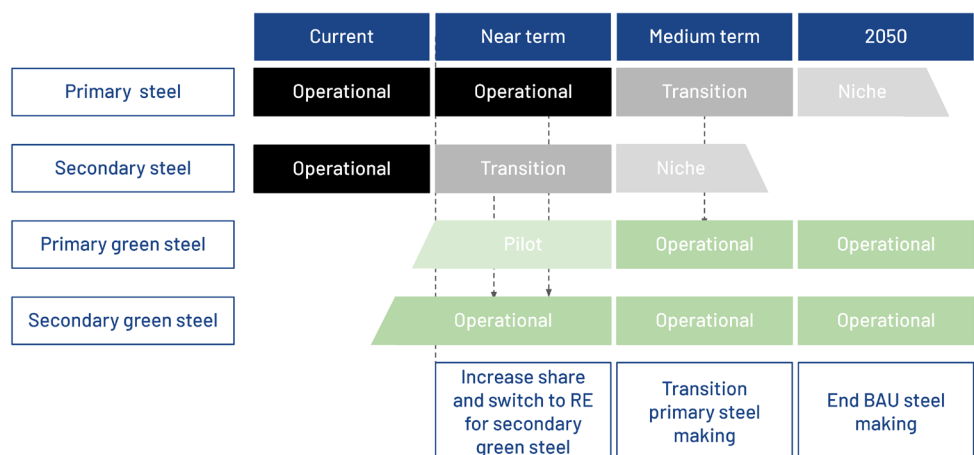 Current
Near term
Medium term
2050
Primary steel
Operational
Operational
Transition
Niche
Secondary steel
Operational
Transition
Niche
Primary green steel
Pilot
Operational
Operational
Secondary green steel
Operational
Operational
Operational
Increase share
and switch to RE
for secondary
green steel
Transition
primary steel
making
End BAU steel
making